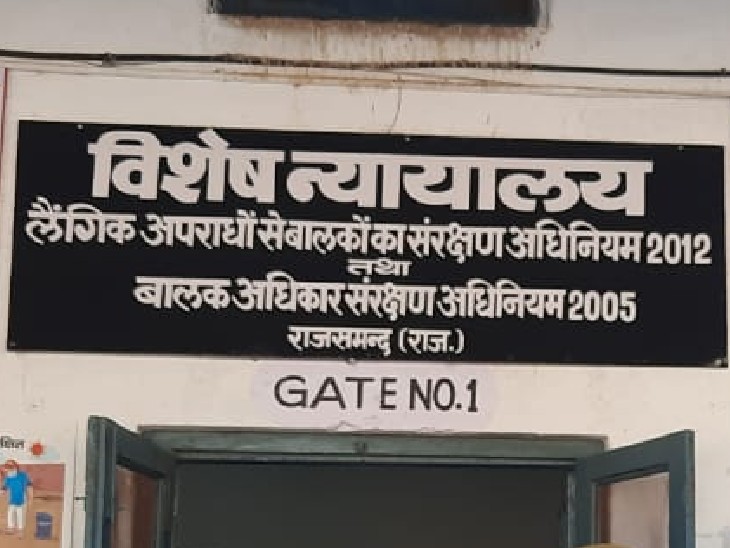 विशेष न्यायालय
लैंगिक अपराधों से बालकों का संरक्षण अधिनियम 2012
तथा
बालक अधिकार संरक्षण अधिनियम 2005
राजसमन्द (राज.)
GATE NO.1